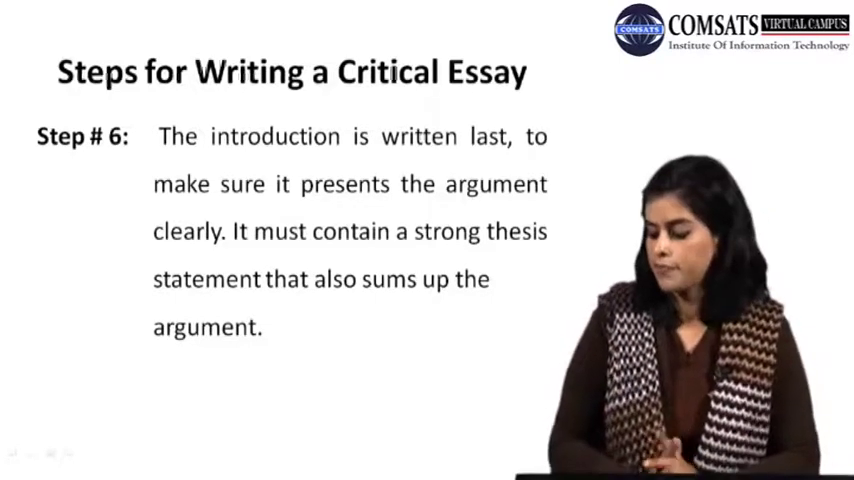 COMSATS VIRTUAL CAMPUS
COMSATS
Institute Of Information Technology
Steps for Writing a Critical Essay
Step # 6: The introduction is written last, to
make sure it presents the argument
clearly. It must contain a strong thesis
statement that also sums up the
argument.